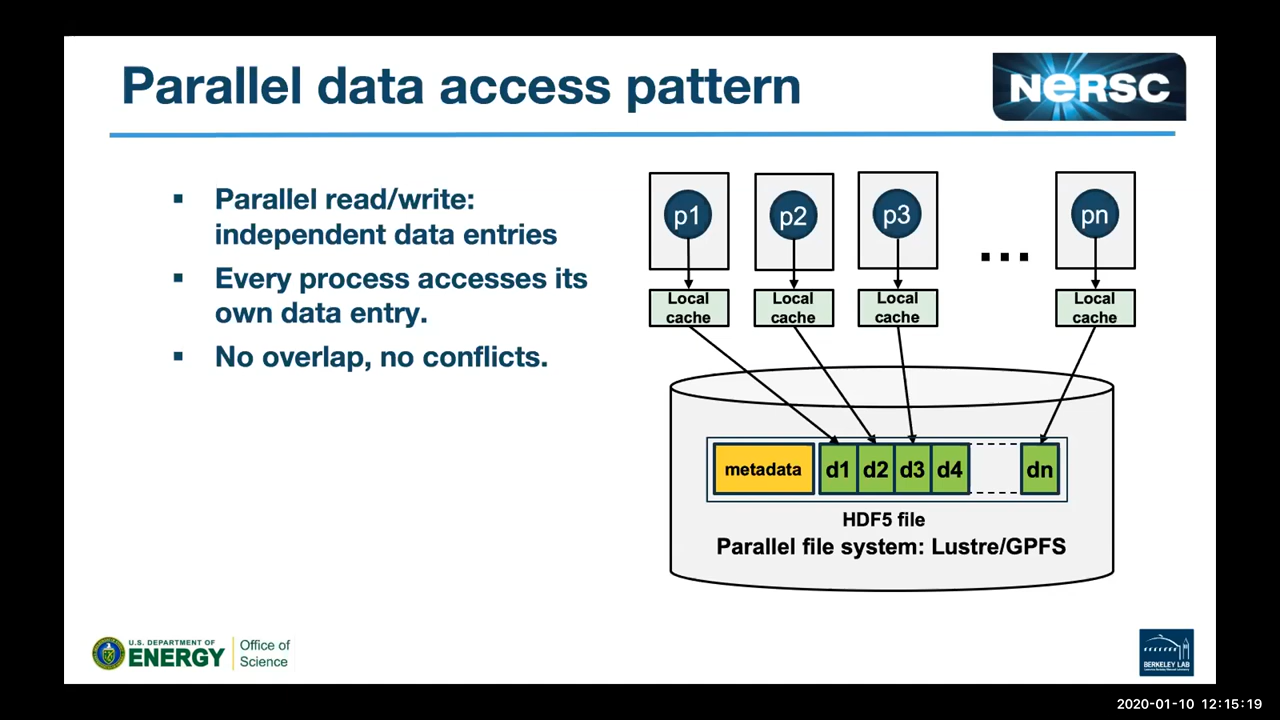 Parallel data access pattern
NERSC
▪ Parallel read/write:
independent data entries
▪ Every process accesses its
own data entry.
▪ No overlap, no conflicts.
p1 p2 p3 ... pn
Local cache
Local cache
Local cache
Local cache
metadata d1 d2 d3 d4 dn
HDF5 file
Parallel file system: Lustre/GPFS
U.S. DEPARTMENT OF
ENERGY
Office of
Science
BERKELEY LAB
2020-01-10 12:15:19